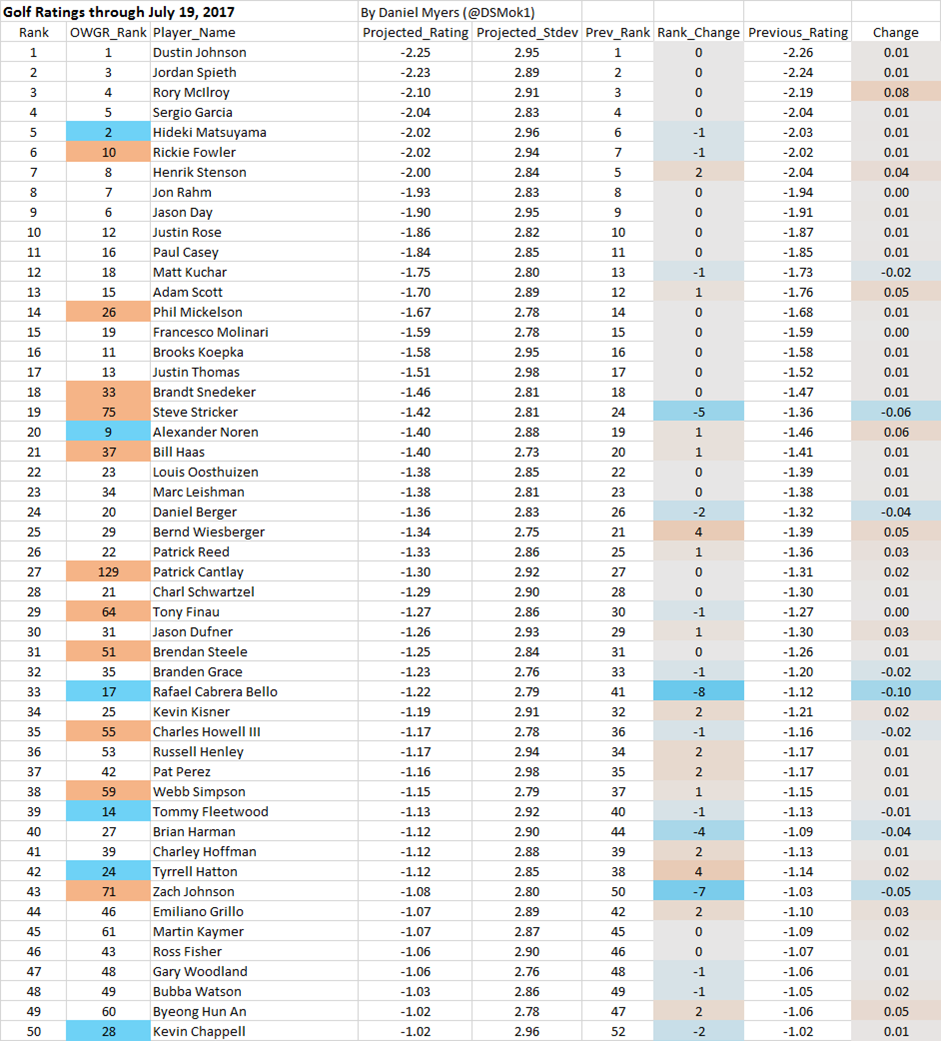 Golf Ratings through July 19, 2017 By Daniel Myers (@DSMok1)
Rank OWGR_Rank Player_Name Projected_Rating Projected_Stdev Prev_Rank Rank_Change Previous_Rating Change
1 1 Dustin Johnson -2.25 2.95 1 0 -2.26 0.01
2 3 Jordan Spieth -2.23 2.89 2 0 -2.24 0.01
3 4 Rory McIlroy -2.10 2.91 3 0 -2.19 0.08
4 5 Sergio Garcia -2.04 2.83 4 0 -2.04 0.01
5 2 Hideki Matsuyama -2.02 2.96 6 -1 -2.03 0.01
6 10 Rickie Fowler -2.02 2.94 7 -1 -2.02 0.01
7 8 Henrik Stenson -2.00 2.84 5 2 -2.04 0.04
8 7 Jon Rahm -1.93 2.83 8 0 -1.94 0.00
9 6 Jason Day -1.90 2.95 9 0 -1.91 0.01
10 12 Justin Rose -1.86 2.82 10 0 -1.87 0.01
11 16 Paul Casey -1.84 2.85 11 0 -1.85 0.01
12 18 Matt Kuchar -1.75 2.80 13 -1 -1.73 -0.02
13 15 Adam Scott -1.70 2.89 12 1 -1.76 0.05
14 26 Phil Mickelson -1.67 2.78 14 0 -1.68 0.01
15 19 Francesco Molinari -1.59 2.78 15 0 -1.59 0.00
16 11 Brooks Koepka -1.58 2.95 16 0 -1.58 0.01
17 13 Justin Thomas -1.51 2.98 17 0 -1.52 0.01
18 33 Brandt Snedeker -1.46 2.81 18 0 -1.47 0.01
19 75 Steve Stricker -1.42 2.81 24 -5 -1.36 -0.06
20 9 Alexander Noren -1.40 2.88 19 1 -1.46 0.06
21 37 Bill Haas -1.40 2.73 20 1 -1.41 0.01
22 23 Louis Oosthuizen -1.38 2.85 22 0 -1.39 0.01
23 34 Marc Leishman -1.38 2.81 23 0 -1.38 0.01
24 20 Daniel Berger -1.36 2.83 26 -2 -1.32 -0.04
25 29 Bernd Wiesberger -1.34 2.75 21 4 -1.39 0.05
26 22 Patrick Reed -1.33 2.86 25 1 -1.36 0.03
27 129 Patrick Cantlay -1.30 2.92 27 0 -1.31 0.02
28 21 Charl Schwartzel -1.29 2.90 28 0 -1.30 0.01
29 64 Tony Finau -1.27 2.86 30 -1 -1.27 0.00
30 31 Jason Dufner -1.26 2.93 29 1 -1.30 0.03
31 51 Brendan Steele -1.25 2.84 31 0 -1.26 0.01
32 35 Branden Grace -1.23 2.76 33 -1 -1.20 -0.02
33 17 Rafael Cabrera Bello -1.22 2.79 41 -8 -1.12 -0.10
34 25 Kevin Kisner -1.19 2.91 32 2 -1.21 0.02
35 55 Charles Howell III -1.17 2.78 36 -1 -1.16 -0.02
36 53 Russell Henley -1.17 2.94 34 2 -1.17 0.01
37 42 Pat Perez -1.16 2.98 35 2 -1.17 0.01
38 59 Webb Simpson -1.15 2.79 37 1 -1.15 0.01
39 14 Tommy Fleetwood -1.13 2.92 40 -1 -1.13 -0.01
40 27 Brian Harman -1.12 2.90 44 -4 -1.09 -0.04
41 39 Charley Hoffman -1.12 2.88 39 2 -1.13 0.01
42 24 Tyrrell Hatton -1.12 2.85 38 4 -1.14 0.02
43 71 Zach Johnson -1.08 2.80 50 -7 -1.03 -0.05
44 46 Emiliano Grillo -1.07 2.89 42 2 -1.10 0.03
45 61 Martin Kaymer -1.07 2.87 45 0 -1.09 0.02
46 43 Ross Fisher -1.06 2.90 46 0 -1.07 0.01
47 48 Gary Woodland -1.06 2.76 48 -1 -1.06 0.01
48 49 Bubba Watson -1.03 2.86 49 -1 -1.05 0.02
49 60 Byeong Hun An -1.02 2.78 47 2 -1.06 0.05
50 28 Kevin Chappell -1.02 2.96 52 -2 -1.02 0.01